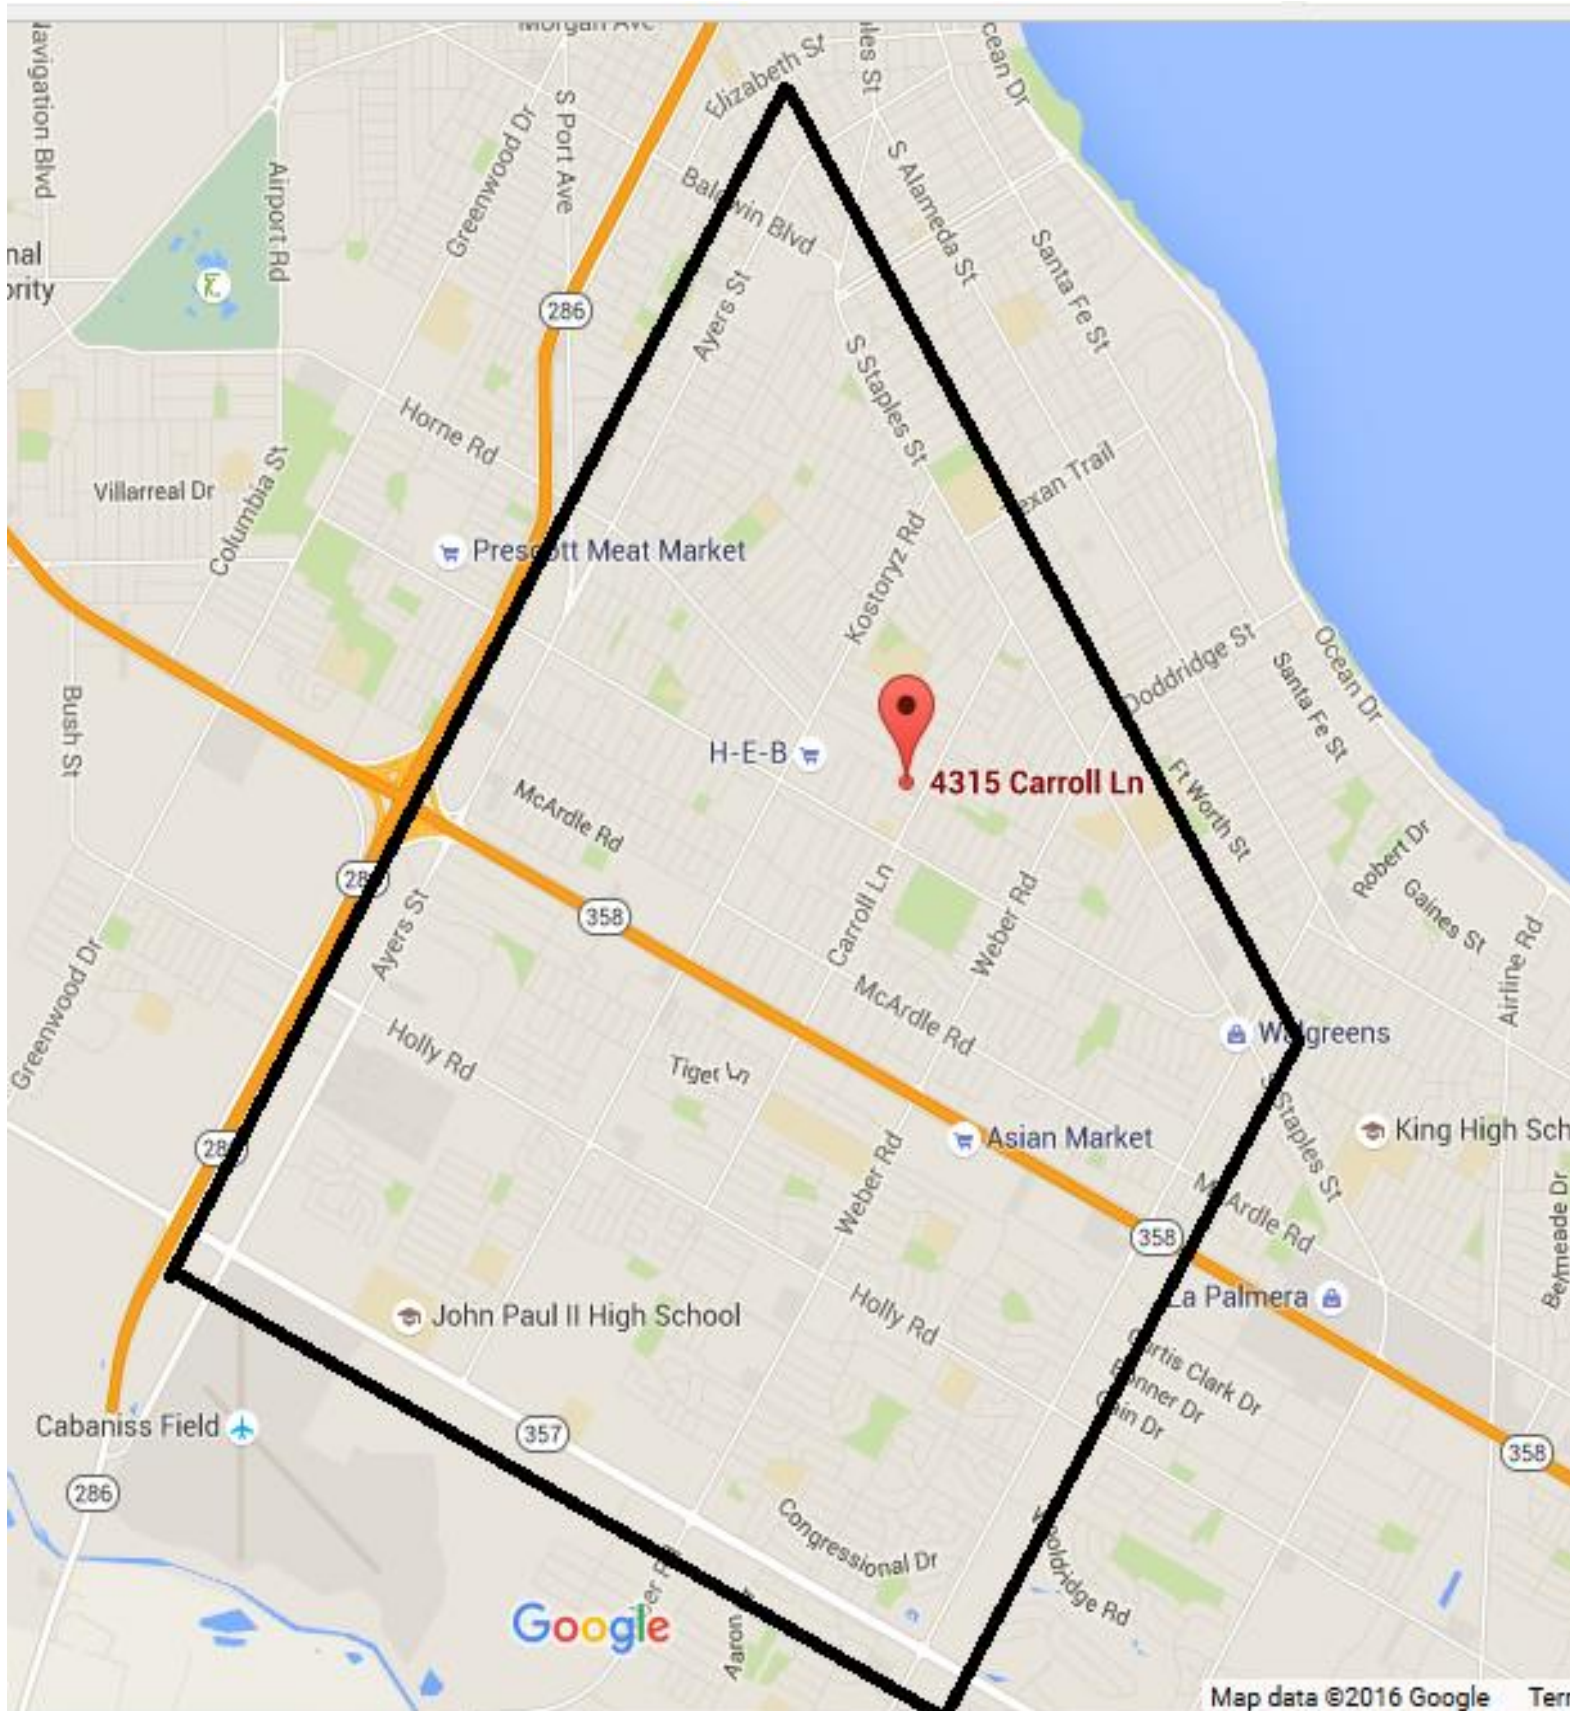 Morgan Ave
Elizabeth St
Navigation Blvd
S Port Ave
Greenwood Dr
Airport Rd
S Alameda St
Baldwin Blvd
Santa Fe St
Ayers St
286
S Staples St
Horne Rd
Villarreal Dr
Columbia St
Kostoryz Rd
Prescott Meat Market
Doddridge St
Ocean Dr
Santa Fe St
Bush St
H-E-B
4315 Carroll Ln
Ft Worth St
McArdle Rd
Robert Dr
Gaines St
358
Carroll Ln
Weber Rd
Ayers St
Airline Rd
Greenwood Dr
McArdle Rd
Walgreens
Holly Rd
Tiger Ln
S Staples St
King High Sch
Asian Market
Weber Rd
McArdle Rd
358
Belmeade Dr
La Palmera
Holly Rd
John Paul II High School
Curtis Clark Dr
Bonner Dr
Cain Dr
Cabaniss Field
357
358
286
Congressional Dr
Wooldridge Rd
Google
Aaron
Map data ©2016 Google Terr